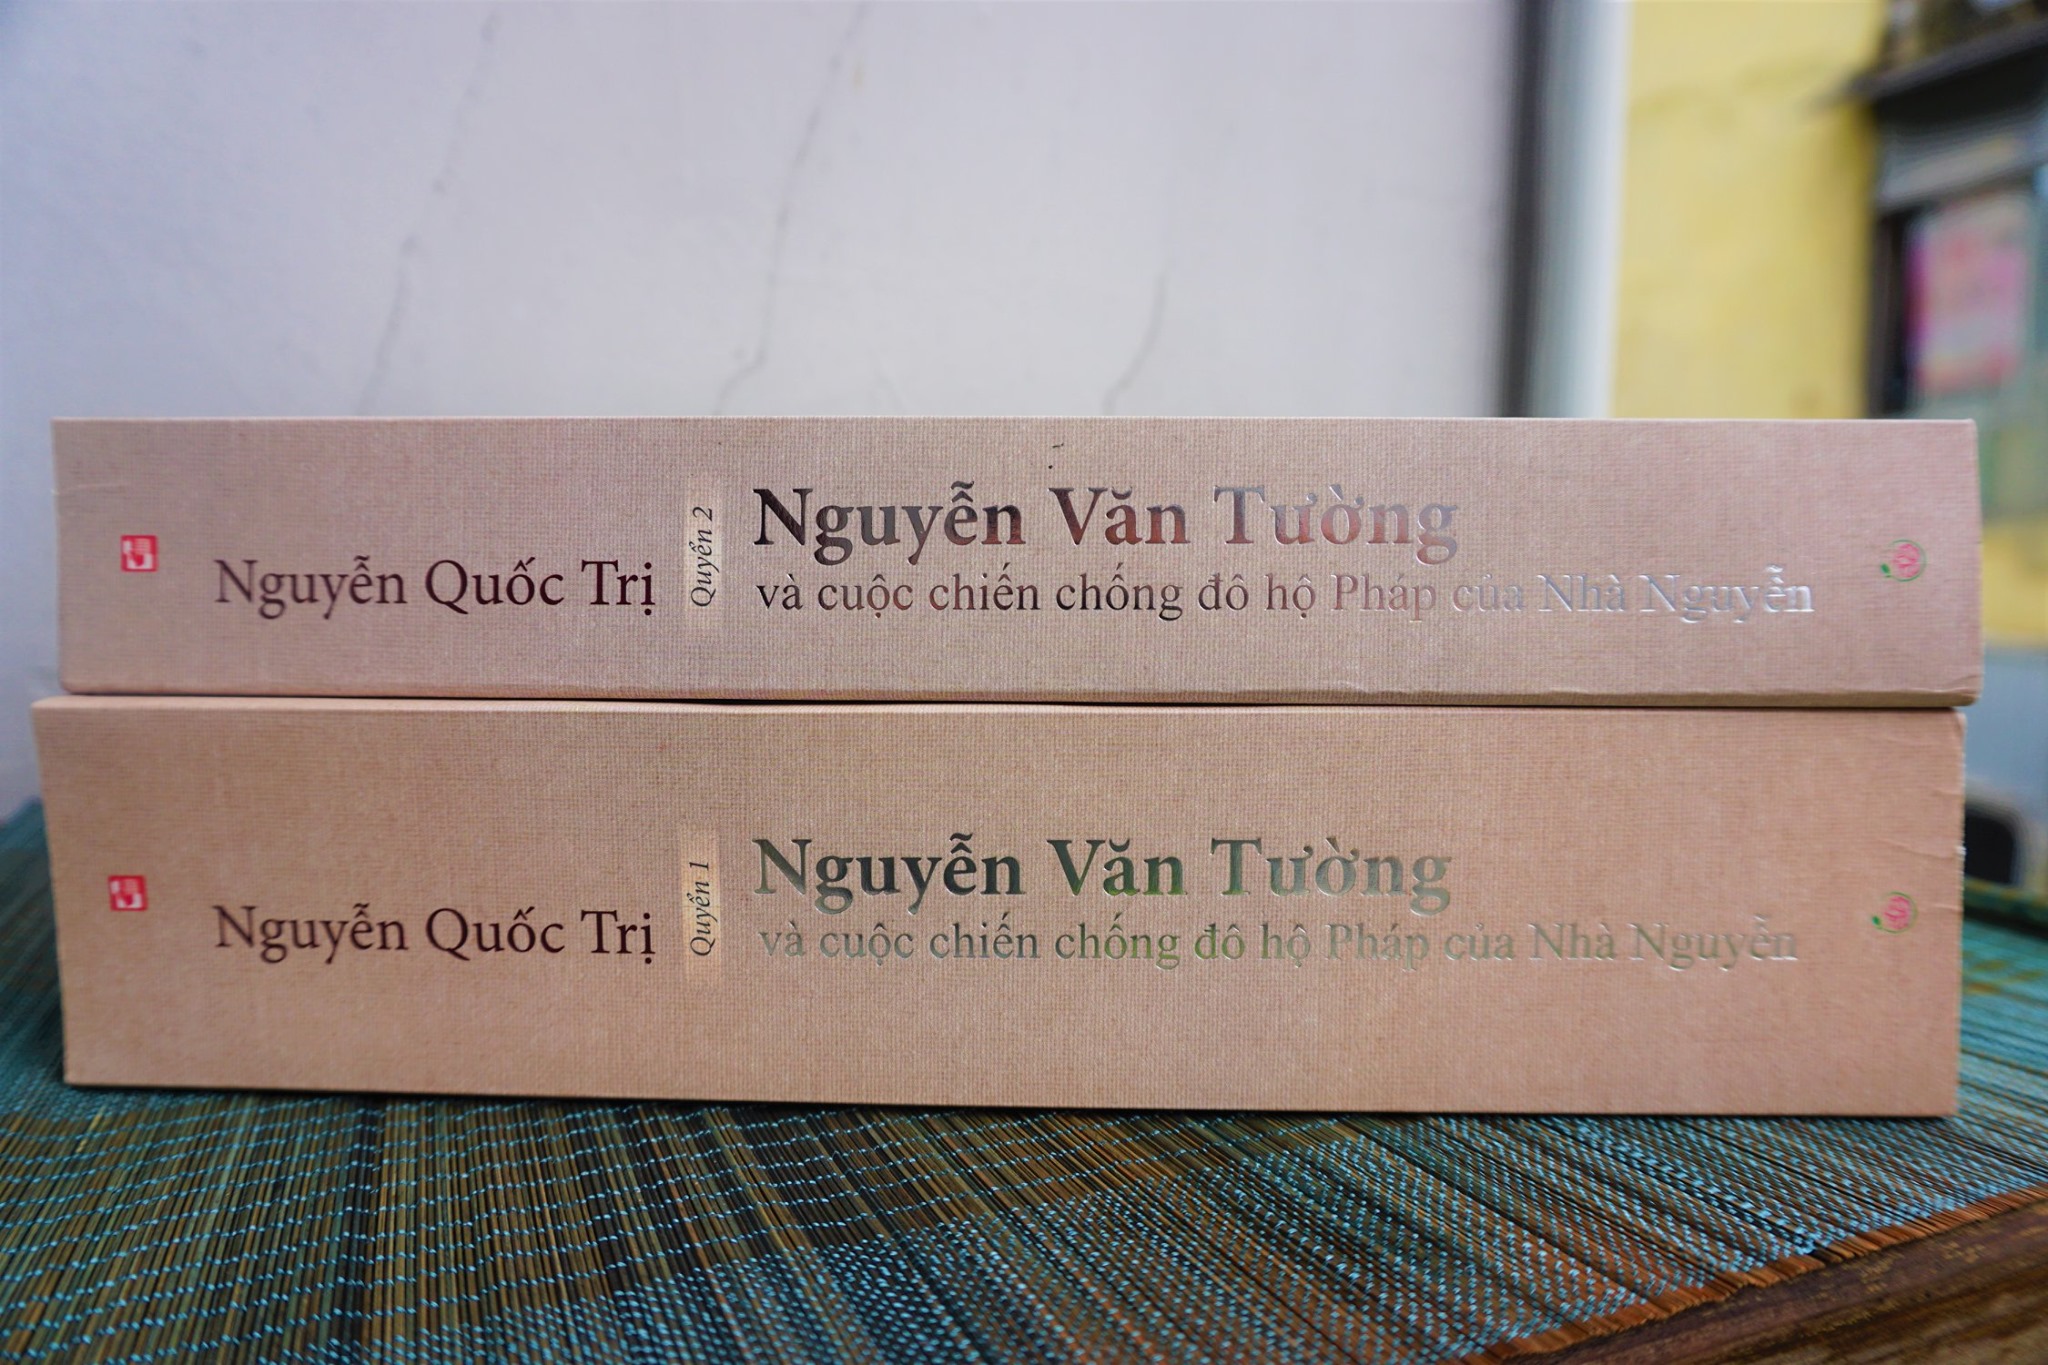 Nguyễn Quốc Trị
Quyển 2
Nguyễn Văn Tường
và cuộc chiến chống đô hộ Pháp của Nhà Nguyễn
Nguyễn Quốc Trị
Quyển 1
Nguyễn Văn Tường
và cuộc chiến chống đô hộ Pháp của Nhà Nguyễn